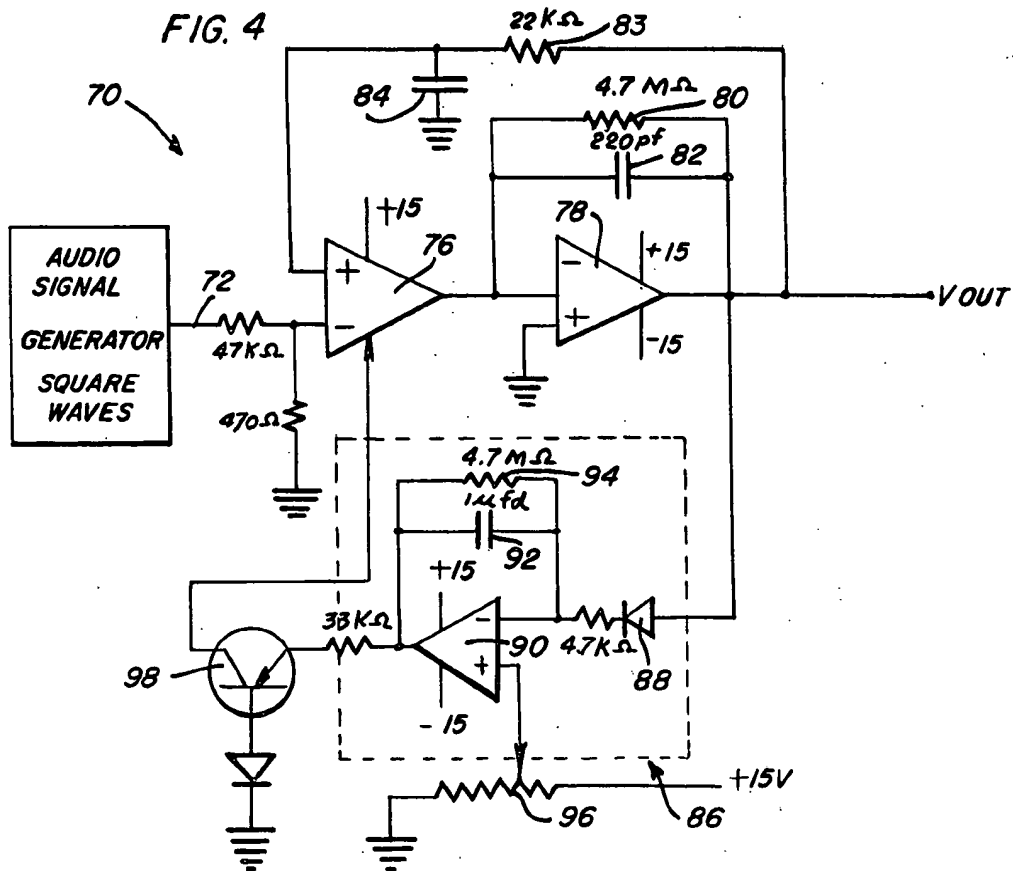 FIG. 4
22 KΩ
83
84
4.7 MΩ
80
220pf
82
70
+15
76
+
-
78
-
+
+15
-15
V OUT
AUDIO
SIGNAL
GENERATOR
SQUARE
WAVES
72
47KΩ
470Ω
4.7 MΩ
94
1μfd
92
+15
33KΩ
-
90
+
4.7KΩ
88
-15
98
+15V
96
86